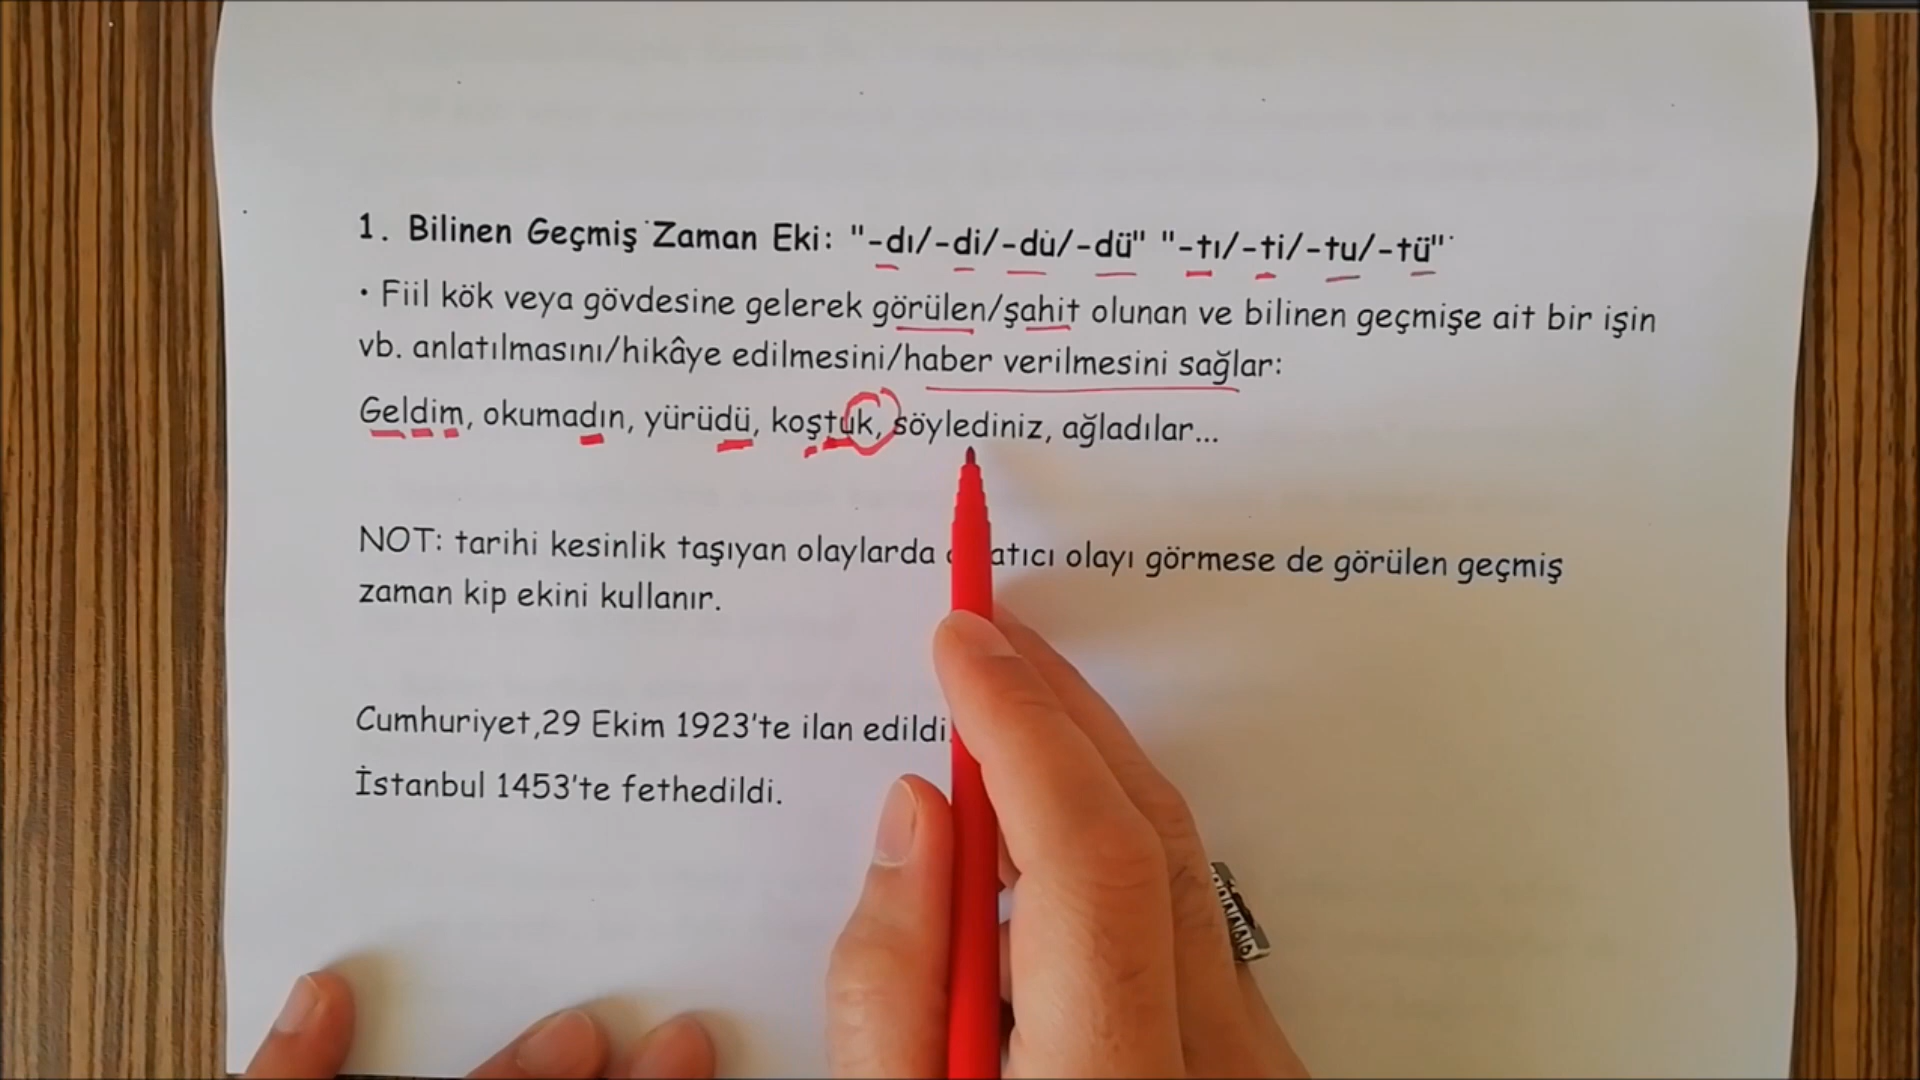 1. Bilinen Geçmiş Zaman Eki: "-dı/-di/-du/-dü" "-tı/-ti/-tu/-tü"
• Fiil kök veya gövdesine gelerek görülen/şahit olunan ve bilinen geçmişe ait bir işin
vb. anlatılmasını/hikâye edilmesini/haber verilmesini sağlar:
Geldim, okumadın, yürüdü, koştuk, söylediniz, ağladılar...
NOT: tarihi kesinlik taşıyan olaylarda olayı görmese de görülen geçmiş
zaman kip ekini kullanır.
Cumhuriyet,29 Ekim 1923'te ilan edildi.
İstanbul 1453'te fethedildi.